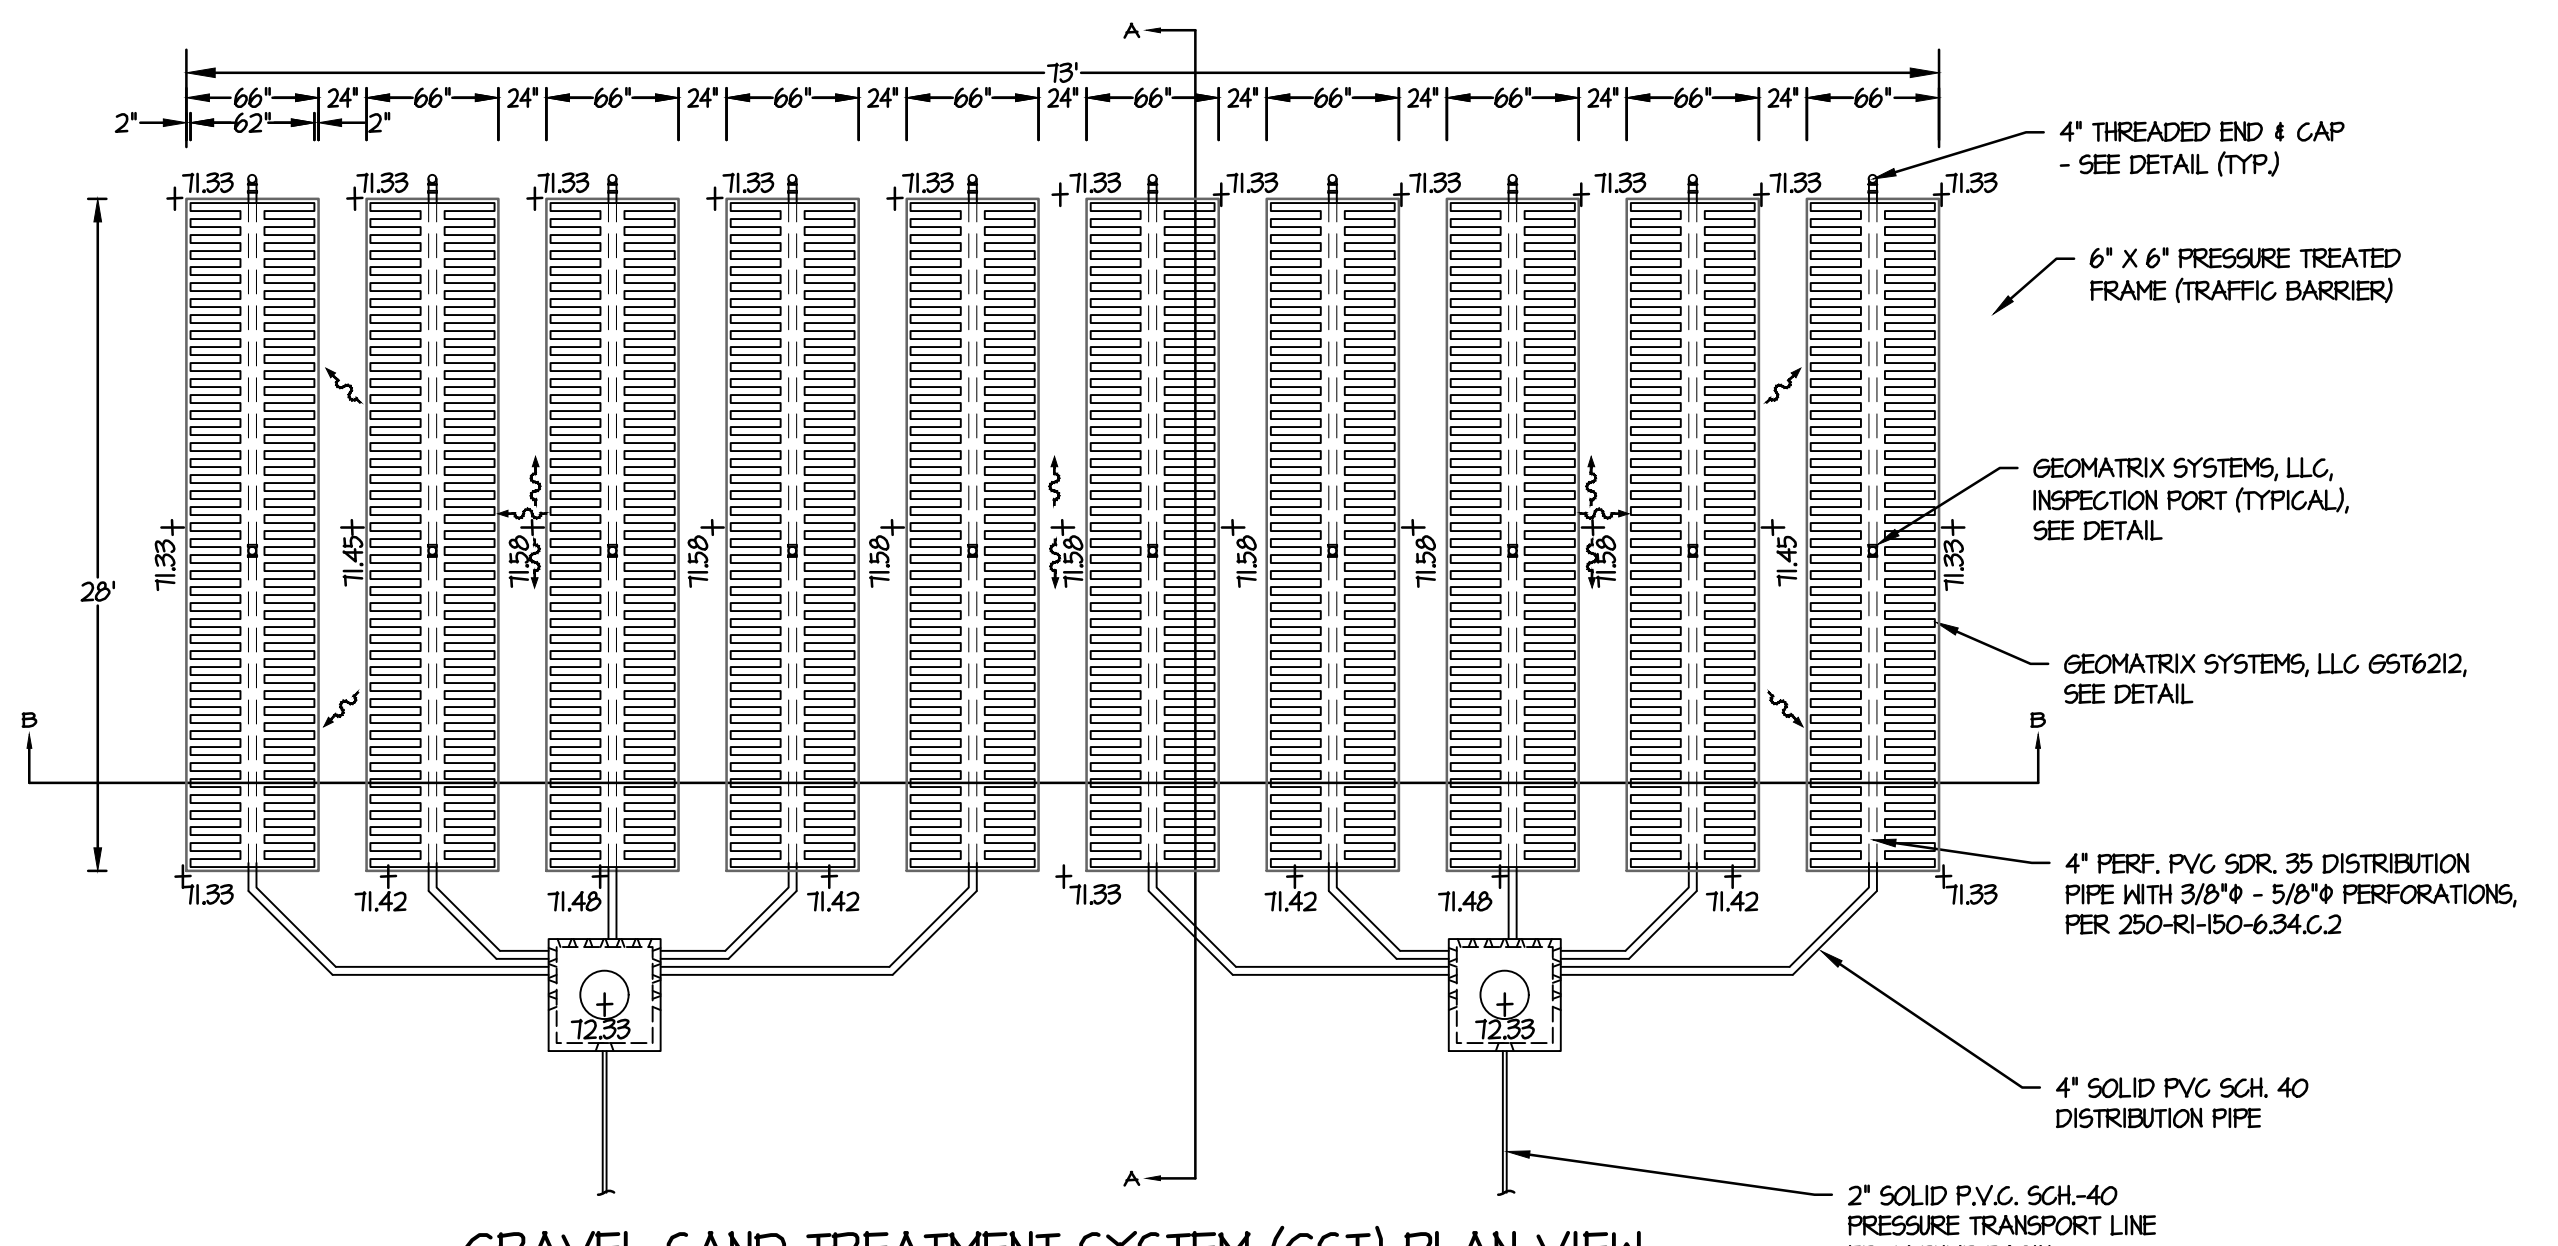 A
73'
66" 24" 66" 24" 66" 24" 66" 24" 66" 24" 66" 24" 66" 24" 66" 24" 66" 24" 66"
2" 62" 2"
4" THREADED END & CAP
- SEE DETAIL (TYP.)
71.33 71.33 71.33 71.33 71.33 71.33 71.33 71.33 71.33 71.33 71.33
6" X 6" PRESSURE TREATED
FRAME (TRAFFIC BARRIER)
GEOMATRIX SYSTEMS, LLC,
INSPECTION PORT (TYPICAL),
SEE DETAIL
71.33 71.45 71.58 71.58 71.58 71.58 71.58 71.58 71.58 71.45 71.33
28'
GEOMATRIX SYSTEMS, LLC GST6212,
SEE DETAIL
B B
4" PERF. PVC SDR. 35 DISTRIBUTION
PIPE WITH 3/8"Φ - 5/8"Φ PERFORATIONS,
PER 250-RI-150-6.34.C.2
71.33 71.42 71.48 71.42 71.33 71.42 71.48 71.42 71.33
72.33 72.33
4" SOLID PVC SCH. 40
DISTRIBUTION PIPE
A
2" SOLID P.V.C. SCH.-40
PRESSURE TRANSPORT LINE
GRAVEL SAND TREATMENT SYSTEM (GST) PLAN VIEW